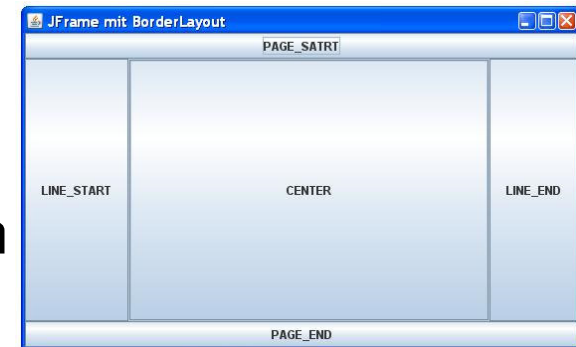 JFrame mit BorderLayout
PAGE_SATRT
LINE_START CENTER LINE_END
n
PAGE_END